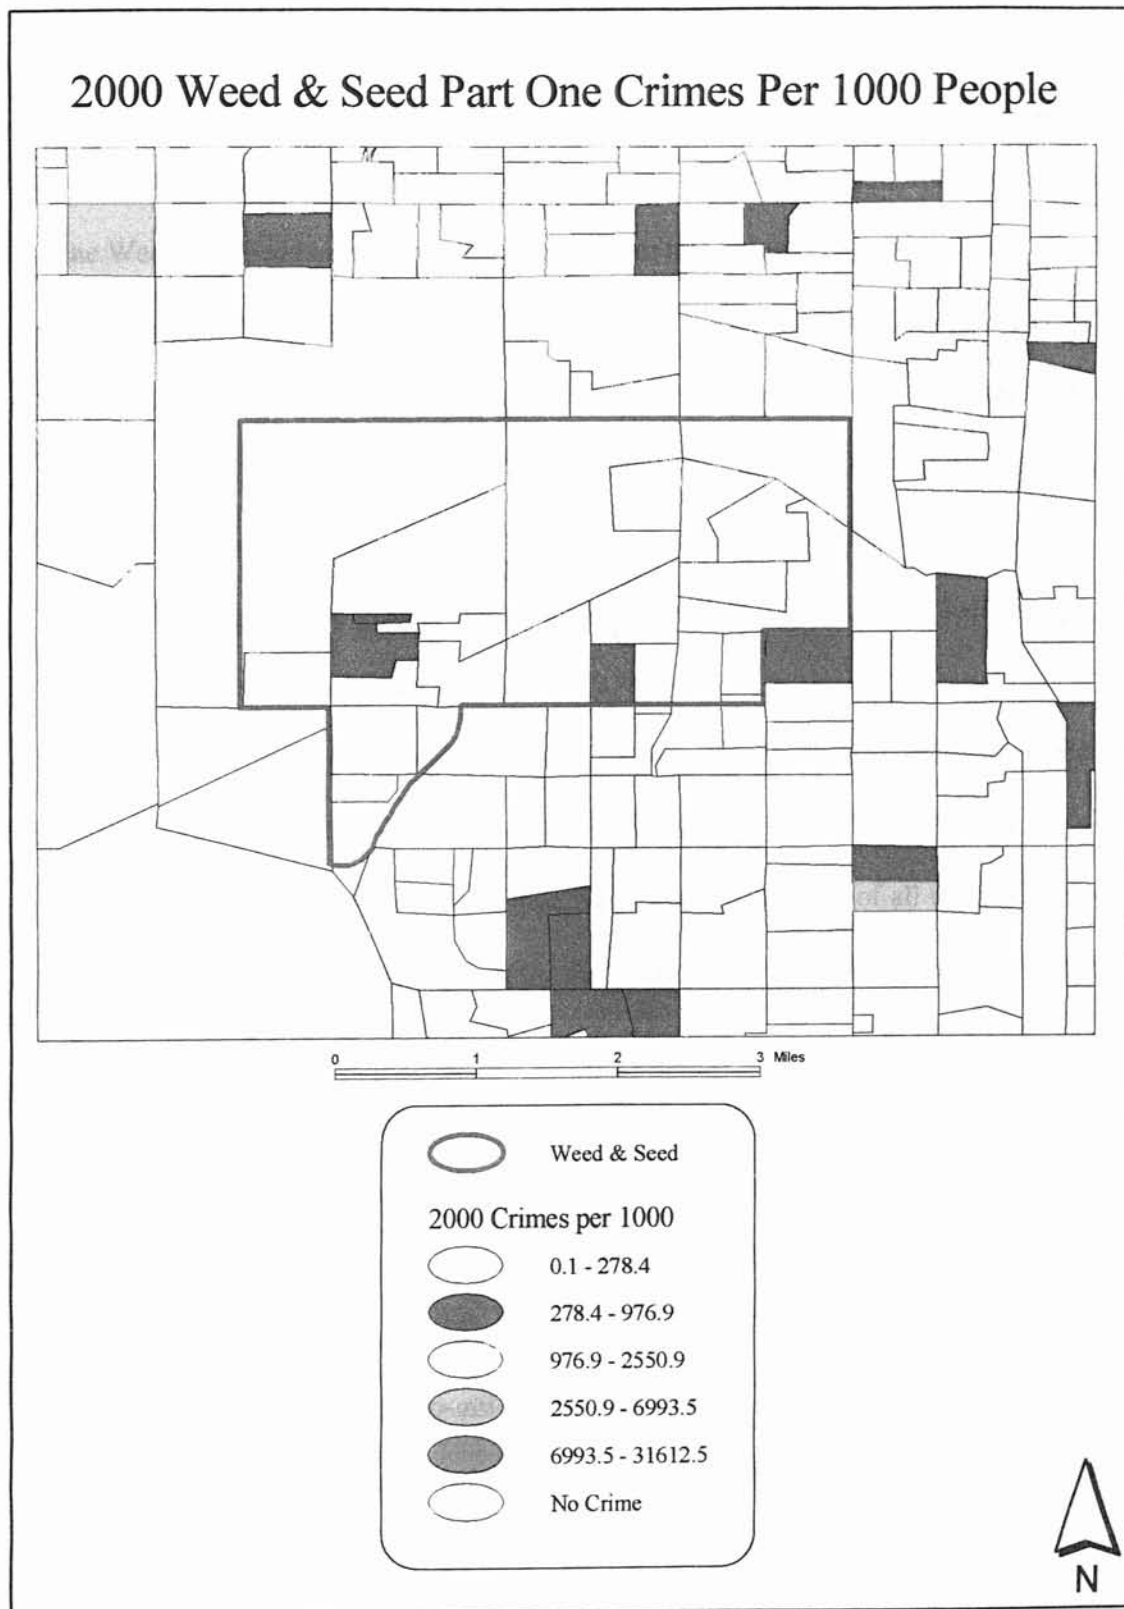 2000 Weed & Seed Part One Crimes Per 1000 People
0 1 2 3 Miles
Weed & Seed
2000 Crimes per 1000
0.1 - 278.4
278.4 - 976.9
976.9 - 2550.9
2550.9 - 6993.5
6993.5 - 31612.5
No Crime
N